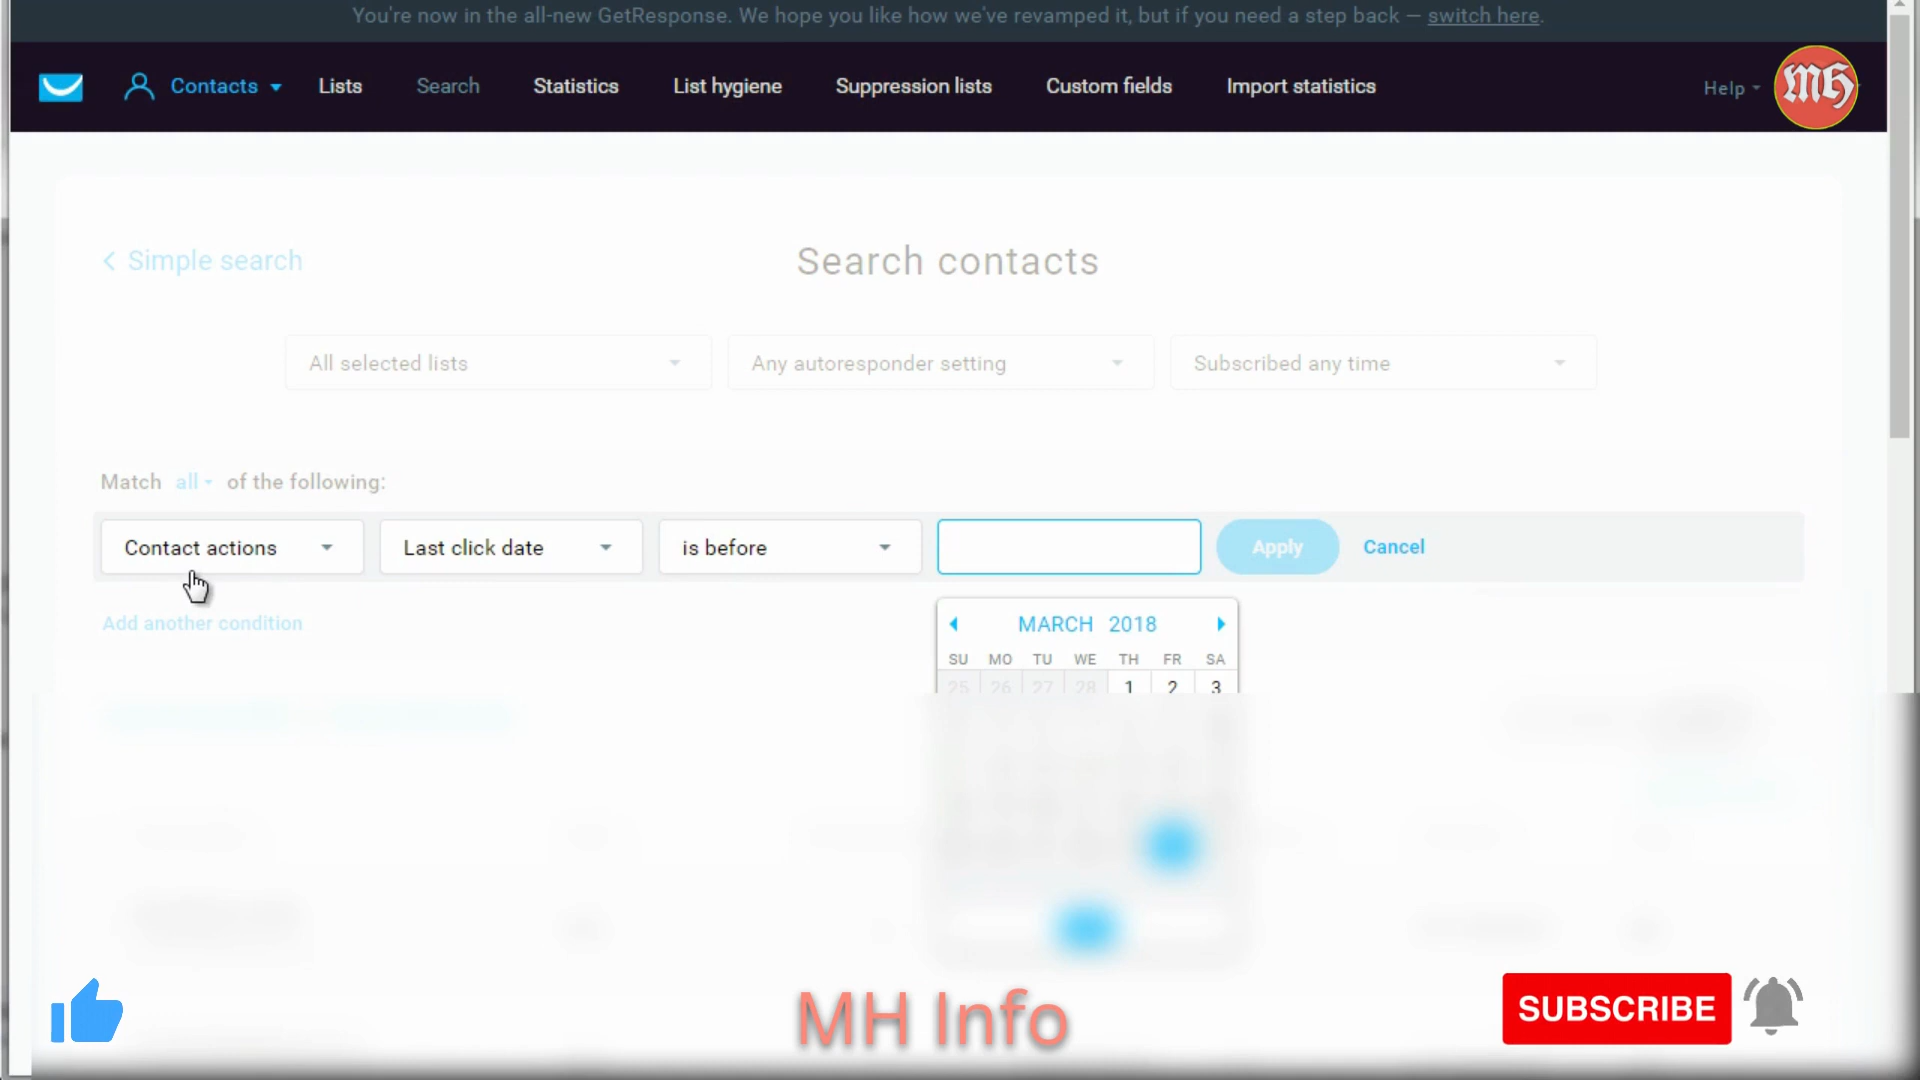 You're now in the all-new GetResponse. We hope you like how we've revamped it, but if you need a step back — switch here.
Contacts Lists Search Statistics List hygiene Suppression lists Custom fields Import statistics Help MH
Simple search
Search contacts
All selected lists Any autoresponder setting Subscribed any time
Match all of the following:
Contact actions Last click date is before Apply Cancel
Add another condition
MARCH 2018
SU MO TU WE TH FR SA
25 26 27 28 1 2 3
MH Info
SUBSCRIBE